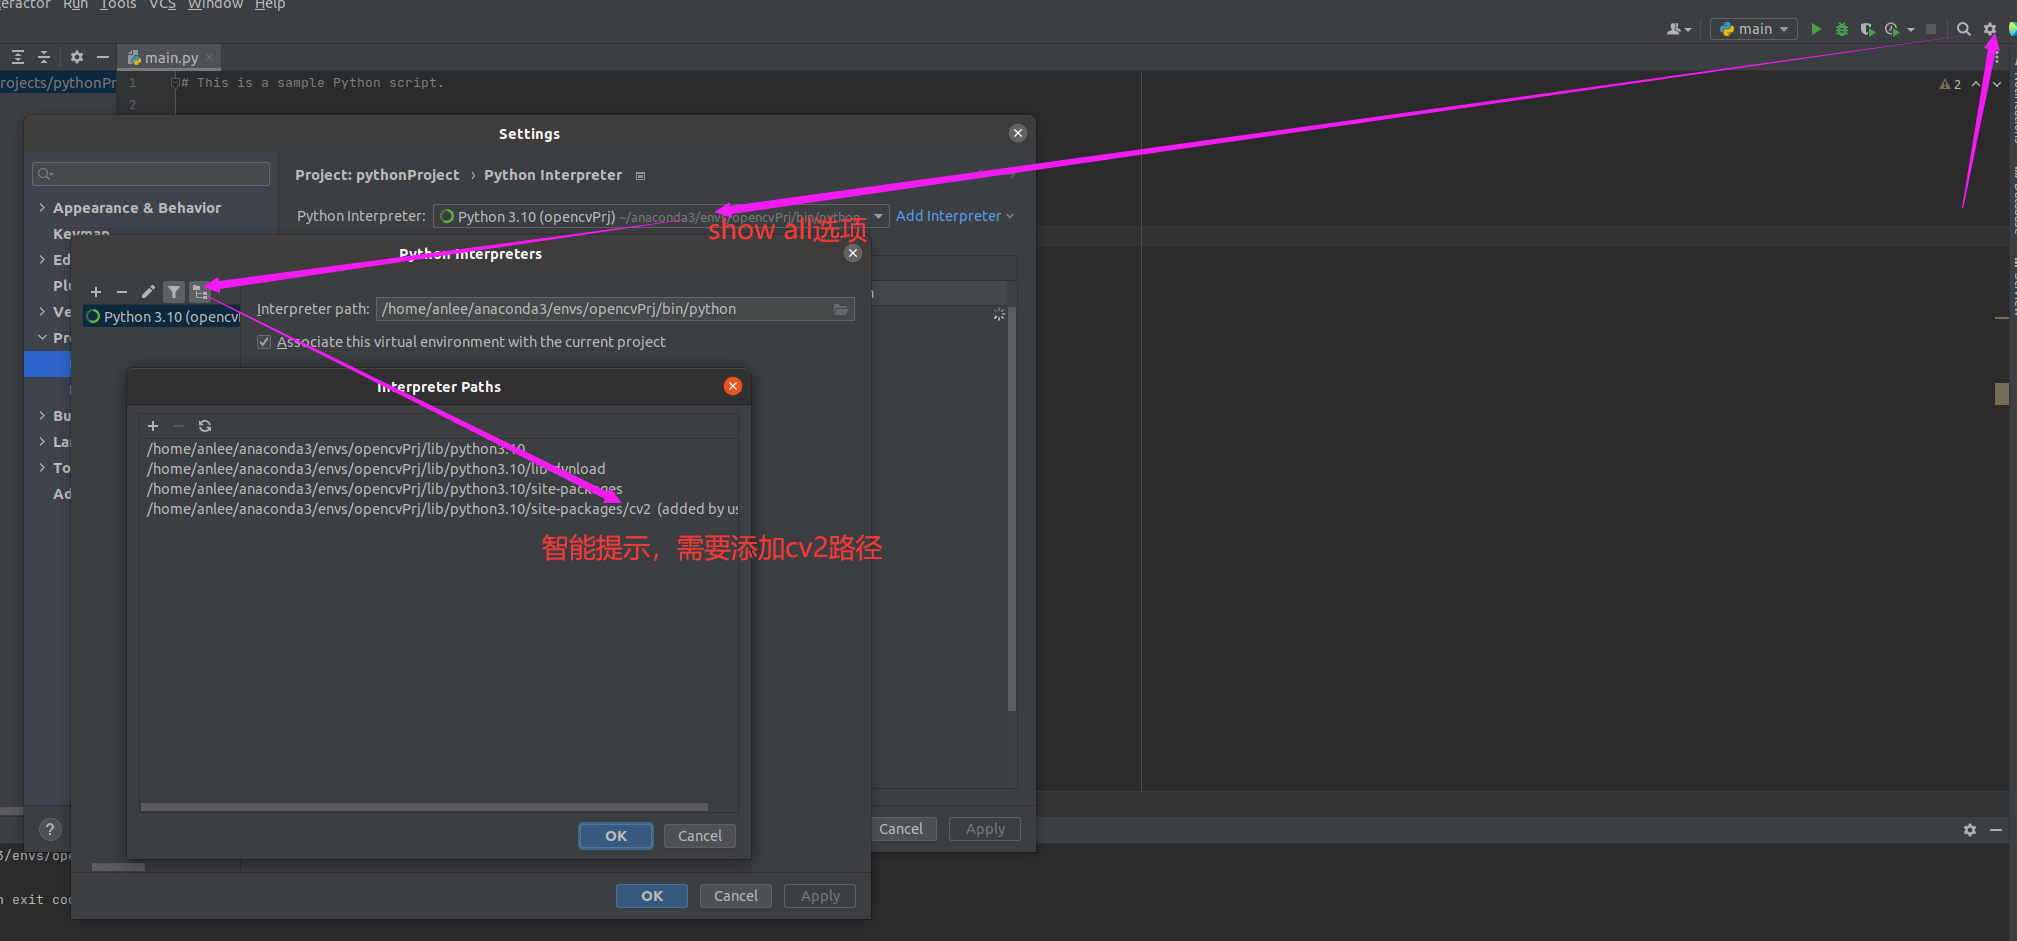 Run Tools VCS Window Help
main
main.py
rojects/pythonPr
1 # This is a sample Python script.
2
2
Settings
Project: pythonProject › Python Interpreter
Appearance & Behavior
Python Interpreter: Python 3.10 (opencvPrj) ~/anaconda3/envs/opencvPrj/bin/python Add Interpreter
show all选项
Keymap
Python Interpreters
Ed
Plu
Ve
Python 3.10 (opencv
Interpreter path: /home/anlee/anaconda3/envs/opencvPrj/bin/python
Pro
Associate this virtual environment with the current project
Interpreter Paths
/home/anlee/anaconda3/envs/opencvPrj/lib/python3.10
/home/anlee/anaconda3/envs/opencvPrj/lib/python3.10/lib-dynload
/home/anlee/anaconda3/envs/opencvPrj/lib/python3.10/site-packages
/home/anlee/anaconda3/envs/opencvPrj/lib/python3.10/site-packages/cv2 (added by us
智能提示，需要添加cv2路径
Bu
Lan
To
Ad
OK Cancel
? Cancel Apply
3/envs/ope
OK Cancel Apply
n exit cod